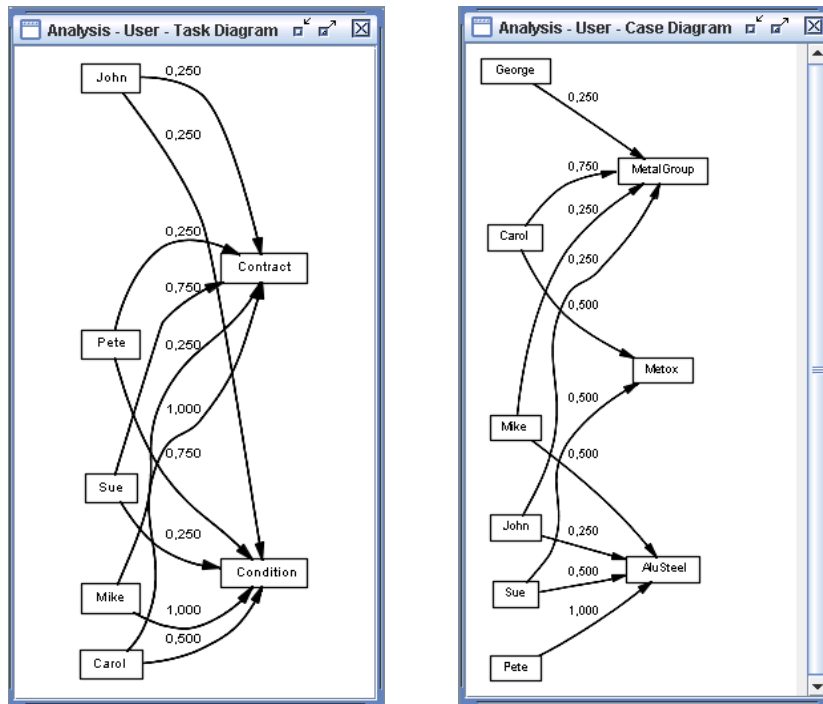 Analysis - User - Task Diagram
John
0,250
0,250
0,250
Contract
0,750
Pete
0,250
1,000
0,750
Sue
0,250
Condition
Mike
1,000
0,500
Carol
Analysis - User - Case Diagram
George
0,250
0,750
MetalGroup
0,250
Carol
0,250
0,500
Metox
0,500
Mike
0,500
John
0,250
0,500
AluSteel
Sue
1,000
Pete